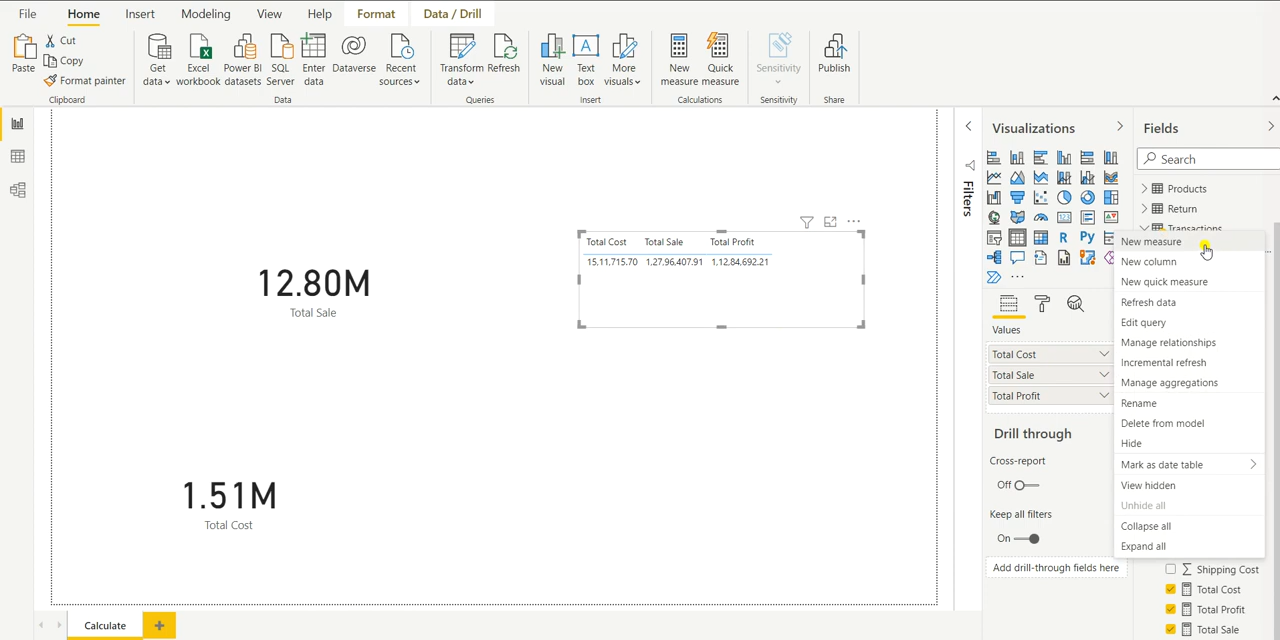 File Home Insert Modeling View Help Format Data / Drill
Paste
Cut
Copy
Format painter
Clipboard
Get data
Excel workbook
Power BI datasets
SQL Server
Enter data
Dataverse
Recent sources
Data
Transform data
Refresh
Queries
New visual
A
Text box
More visuals
Insert
New measure
Quick measure
Calculations
Sensitivity
Sensitivity
Publish
Share
12.80M
Total Sale
1.51M
Total Cost
Total Cost Total Sale Total Profit
15,11,715.70 1,27,96,407.91 1,12,84,692.21
Filters
Visualizations
R Py
Values
Total Cost
Total Sale
Total Profit
Drill through
Cross-report
Off
Keep all filters
On
Add drill-through fields here
Fields
Search
Products
Return
Transactions
New measure
New column
New quick measure
Refresh data
Edit query
Manage relationships
Incremental refresh
Manage aggregations
Rename
Delete from model
Hide
Mark as date table
View hidden
Unhide all
Collapse all
Expand all
Shipping Cost
Total Cost
Total Profit
Total Sale
Calculate